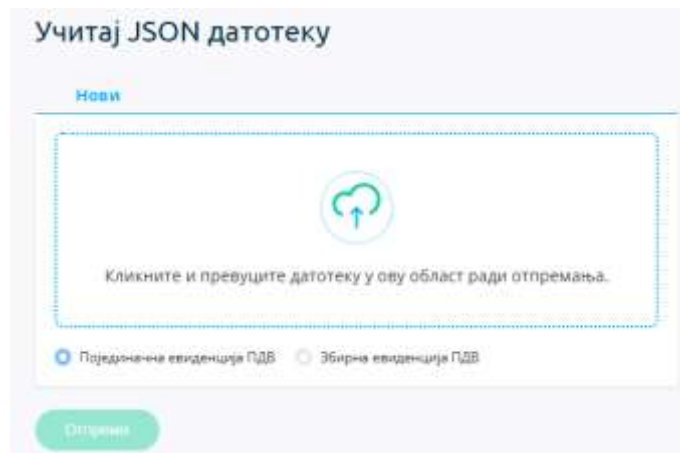 Учитај JSON датотеку
Нови
Кликните и превуците датотеку у ову област ради отпремања.
Појединачна евиденција ПДВ Збирна евиденција ПДВ
Отпреми